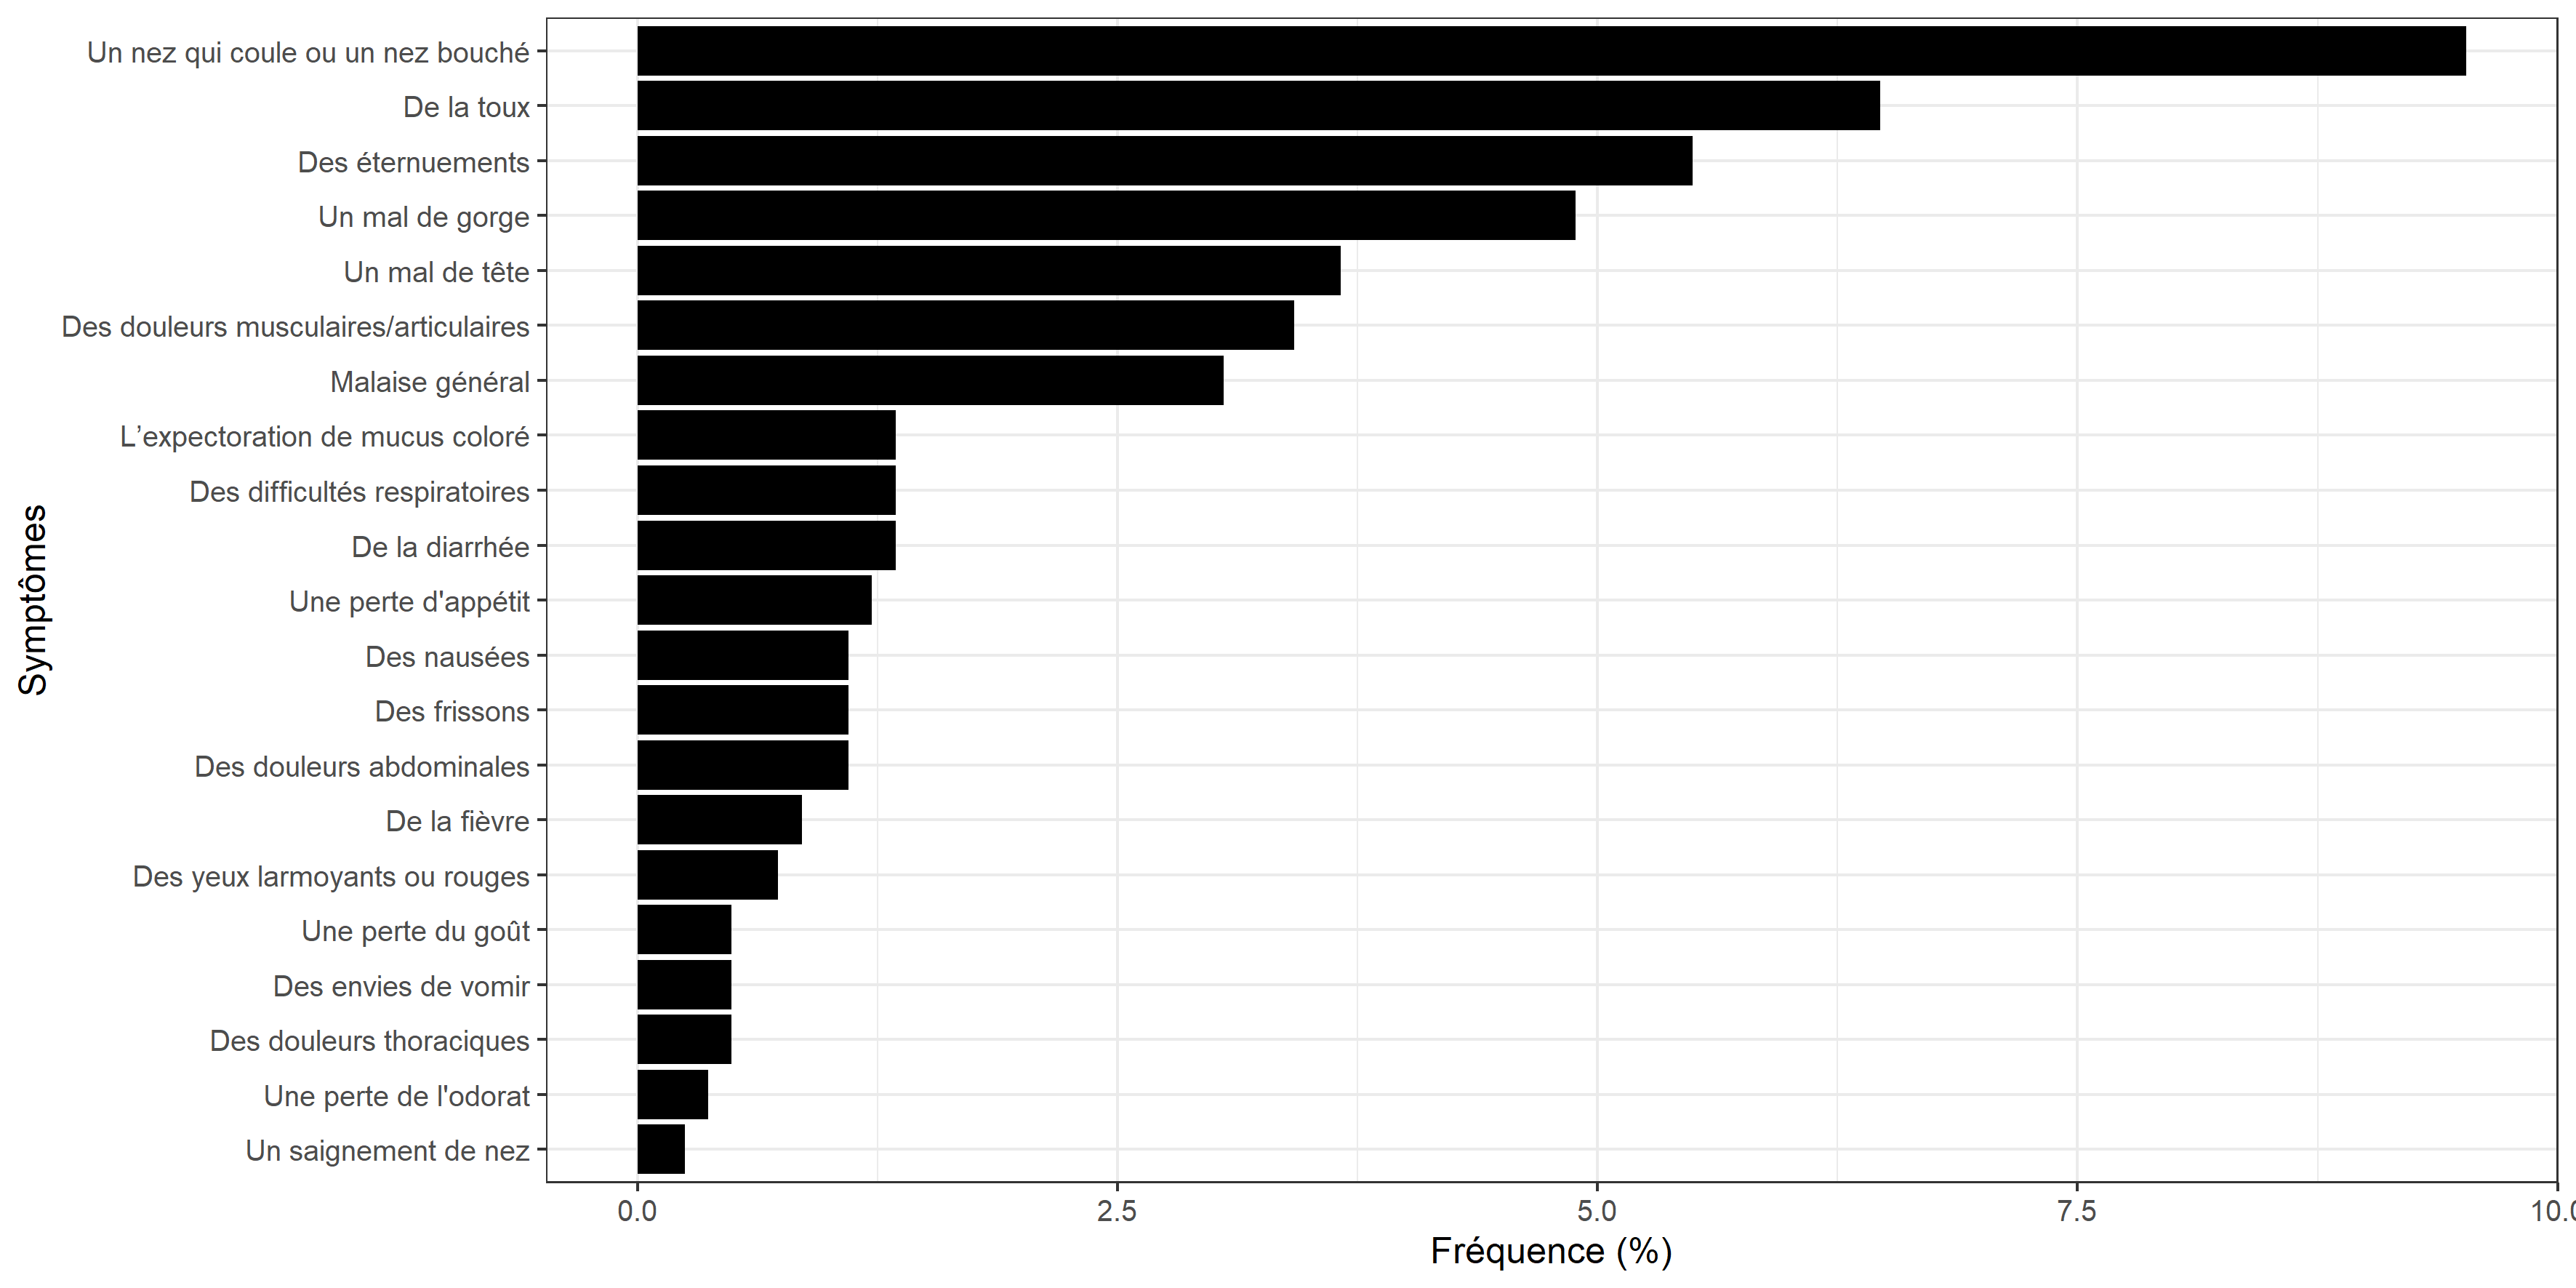 Un nez qui coule ou un nez bouché
De la toux
Des éternuements
Un mal de gorge
Un mal de tête
Des douleurs musculaires/articulaires
Malaise général
L’expectoration de mucus coloré
Des difficultés respiratoires
De la diarrhée
Une perte d'appétit
Des nausées
Des frissons
Des douleurs abdominales
De la fièvre
Des yeux larmoyants ou rouges
Une perte du goût
Des envies de vomir
Des douleurs thoraciques
Une perte de l'odorat
Un saignement de nez
Symptômes
0.0 2.5 5.0 7.5 10.0
Fréquence (%)